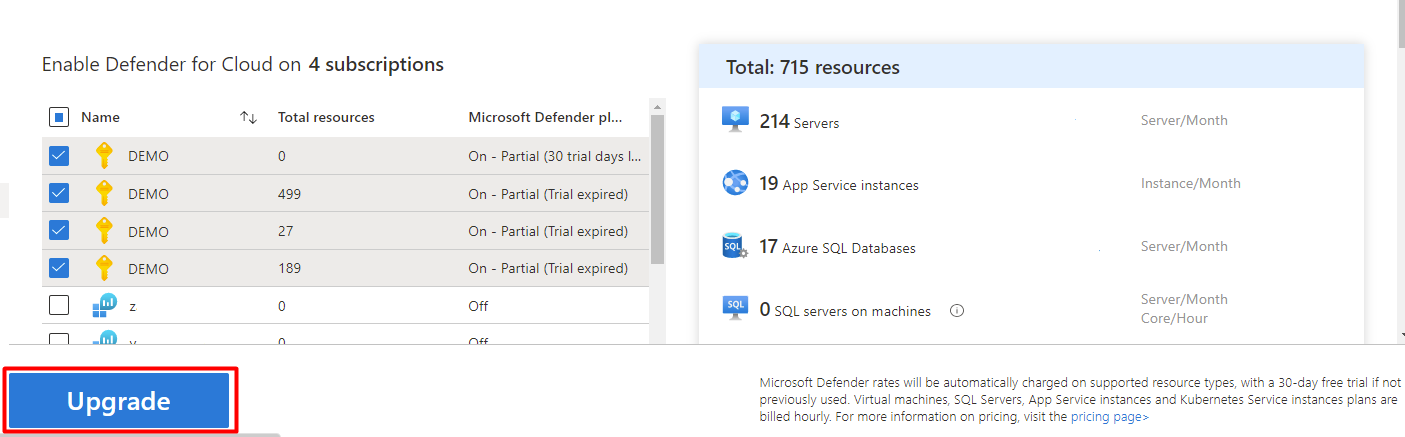 Enable Defender for Cloud on 4 subscriptions
Name Total resources Microsoft Defender pl...
DEMO 0 On - Partial (30 trial days l...
DEMO 499 On - Partial (Trial expired)
DEMO 27 On - Partial (Trial expired)
DEMO 189 On - Partial (Trial expired)
z 0 Off
Total: 715 resources
214 Servers Server/Month
19 App Service instances Instance/Month
SQL 17 Azure SQL Databases Server/Month
SQL 0 SQL servers on machines Server/Month
Core/Hour
Upgrade
Microsoft Defender rates will be automatically charged on supported resource types, with a 30-day free trial if not
previously used. Virtual machines, SQL Servers, App Service instances and Kubernetes Service instances plans are
billed hourly. For more information on pricing, visit the pricing page>